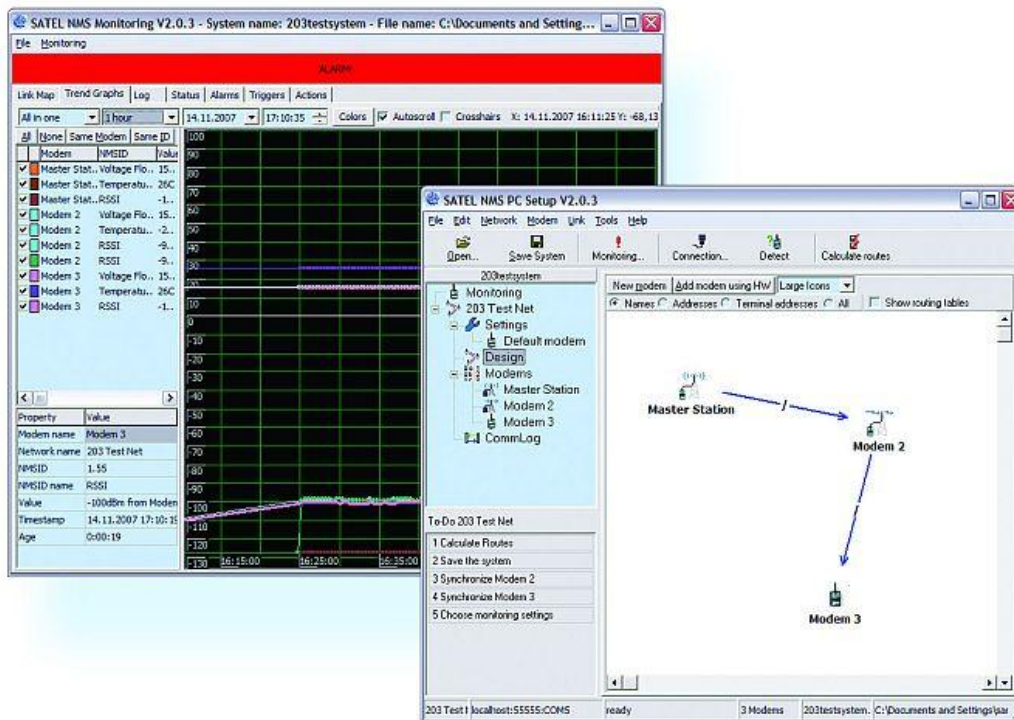 SATEL NMS Monitoring V2.0.3 - System name: 203testsystem - File name: C:\Documents and Setting...
File Monitoring
ALARM!
Link Map Trend Graphs Log Status Alarms Triggers Actions
All in one 1 hour 14.11.2007 17:10:35 Colors Autoscroll Crosshairs X: 14.11.2007 16:11:25 Y: -68,13
All None Same Modem Same ID
Modem NMSID Value
Master Stat.. Voltage Flo... 15..
Master Stat.. Temperatu.. 26C
Master Stat.. RSSI -1..
Modem 2 Voltage Flo... 15..
Modem 2 Temperatu.. -2..
Modem 2 RSSI -9..
Modem 2 RSSI -9..
Modem 3 Voltage Flo... 15..
Modem 3 Temperatu.. 26C
Modem 3 RSSI -1..
100
90
80
70
60
50
40
30
20
10
0
-10
-20
-30
-40
-50
-60
-70
-80
-90
-100
-110
-120
-130 16:15:00 16:25:00 16:35:00
Property Value
Modem name Modem 3
Network name 203 Test Net
NMSID 1.55
NMSID name RSSI
Value -100dBm from Modem
Timestamp 14.11.2007 17:10:19
Age 0:00:19
SATEL NMS PC Setup V2.0.3
File Edit Network Modem Link Tools Help
Open... Save System Monitoring... Connection... Detect Calculate routes
203testsystem
Monitoring
203 Test Net
Settings
Default modem
Design
Modems
Master Station
Modem 2
Modem 3
CommLog
New modem Add modem using HW Large Icons
Names Addresses Terminal addresses All Show routing tables
Master Station
Modem 2
Modem 3
To-Do 203 Test Net
1 Calculate Routes
2 Save the system
3 Synchronize Modem 2
4 Synchronize Modem 3
5 Choose monitoring settings
203 Test localhost:55555:COM5 ready 3 Modems 203testsystem. C:\Documents and Settings\